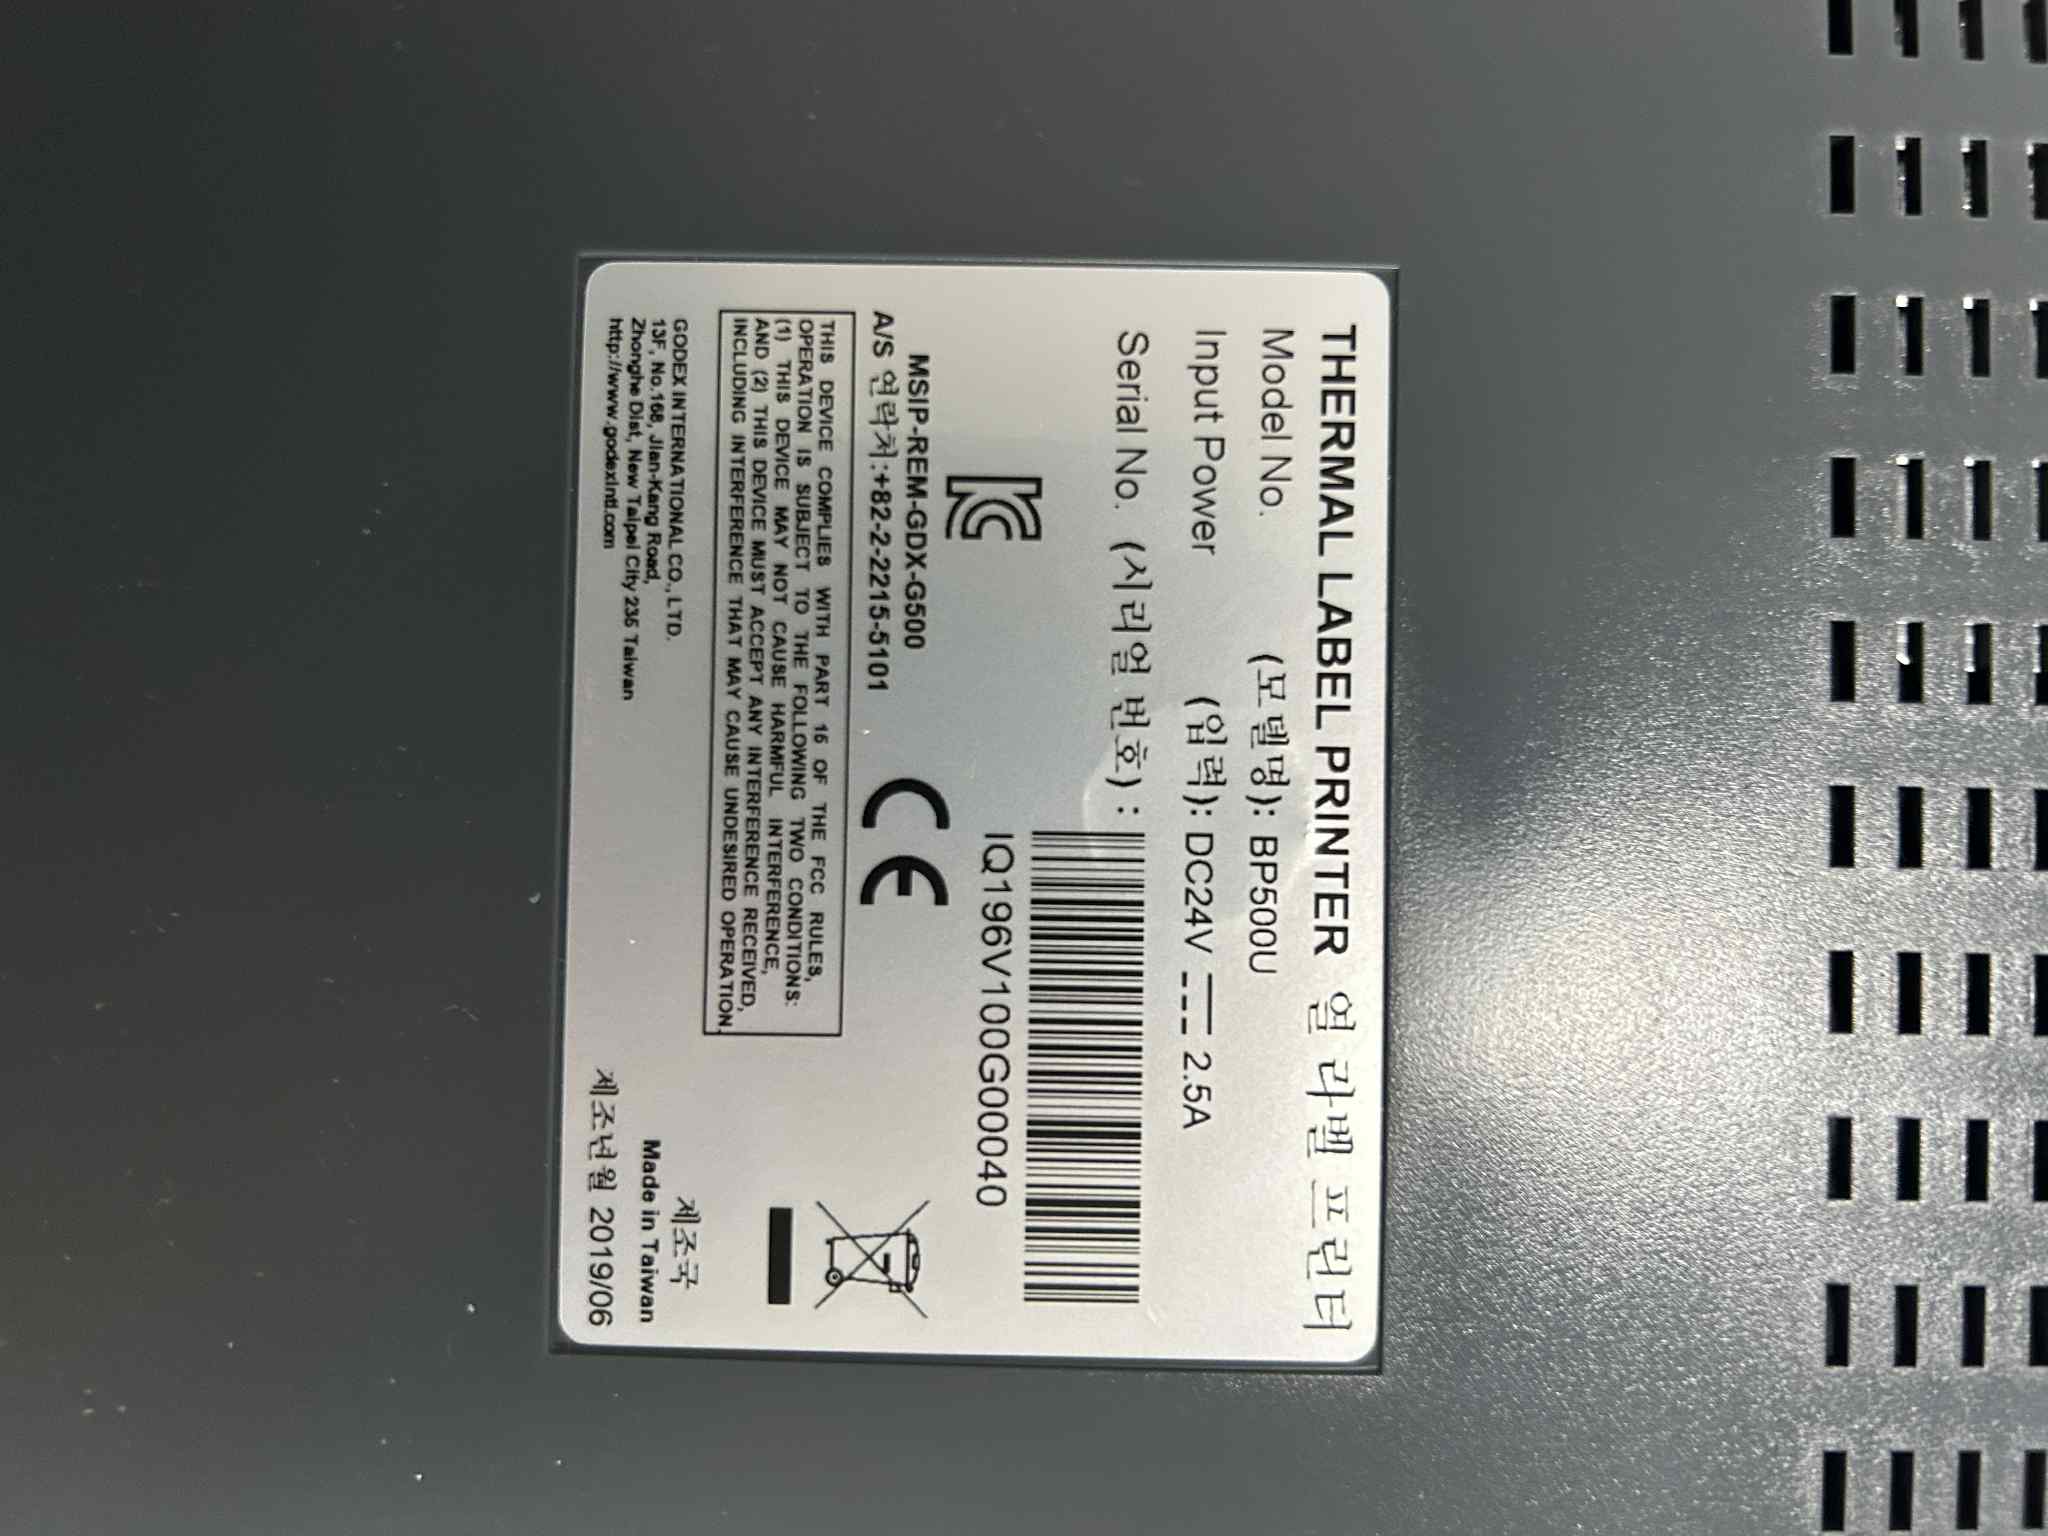 THERMAL LABEL PRINTER 열 라벨 프린터
Model No. (모델명): BP500U
Input Power (입력): DC24V 2.5A
Serial No. (시리얼 번호) :
IQ196V100G00040
MSIP-REM-GDX-G500
A/S 연락처:+82-2-2215-5101
CE
THIS DEVICE COMPLIES WITH PART 15 OF THE FCC RULES,
OPERATION IS SUBJECT TO THE FOLLOWING TWO CONDITIONS:
(1) THIS DEVICE MAY NOT CAUSE HARMFUL INTERFERENCE,
AND (2) THIS DEVICE MUST ACCEPT ANY INTERFERENCE RECEIVED,
INCLUDING INTERFERENCE THAT MAY CAUSE UNDESIRED OPERATION.
GODEX INTERNATIONAL CO., LTD.
13F, No.168, Jian-Kang Road,
Zhonghe Dist, New Taipei City 235 Taiwan
http://www.godexintl.com
제조국
Made in Taiwan
제조년월 2019/06